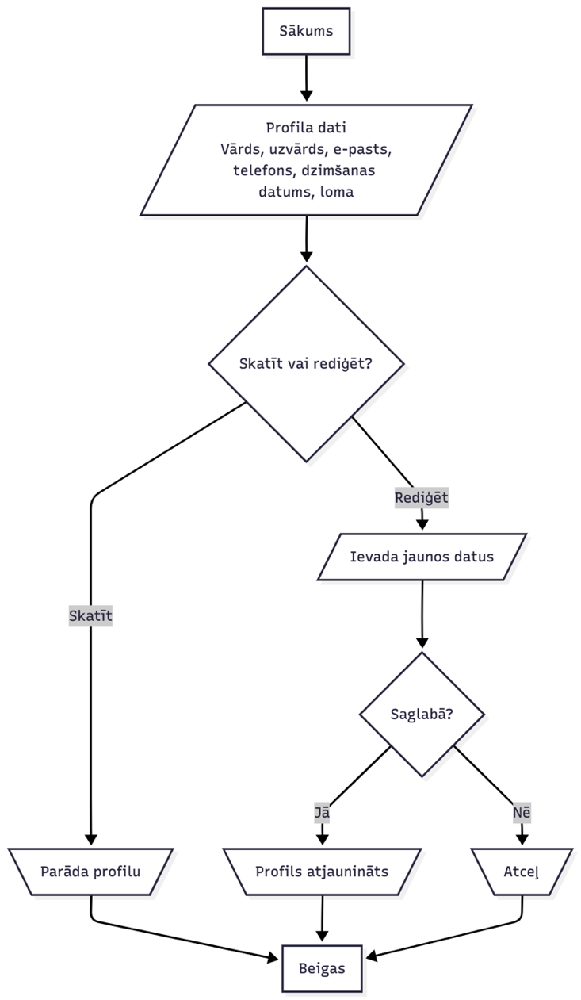 Sākums
Profila dati
Vārds, uzvārds, e-pasts,
telefons, dzimšanas
datums, loma
Skatīt vai rediģēt?
Rediģēt
Ievada jaunos datus
Skatīt
Saglabā?
Jā
Nē
Parāda profilu
Profils atjaunināts
Atceļ
Beigas